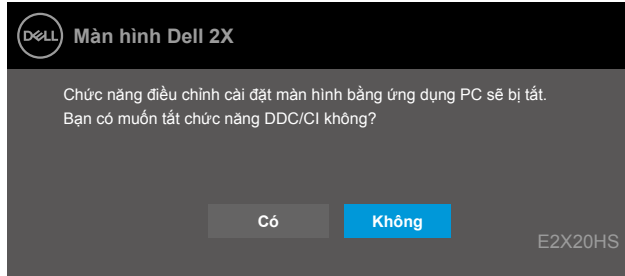 DELL Màn hình Dell 2X
Chức năng điều chỉnh cài đặt màn hình bằng ứng dụng PC sẽ bị tắt.
Bạn có muốn tắt chức năng DDC/CI không?
Có Không
E2X20HS